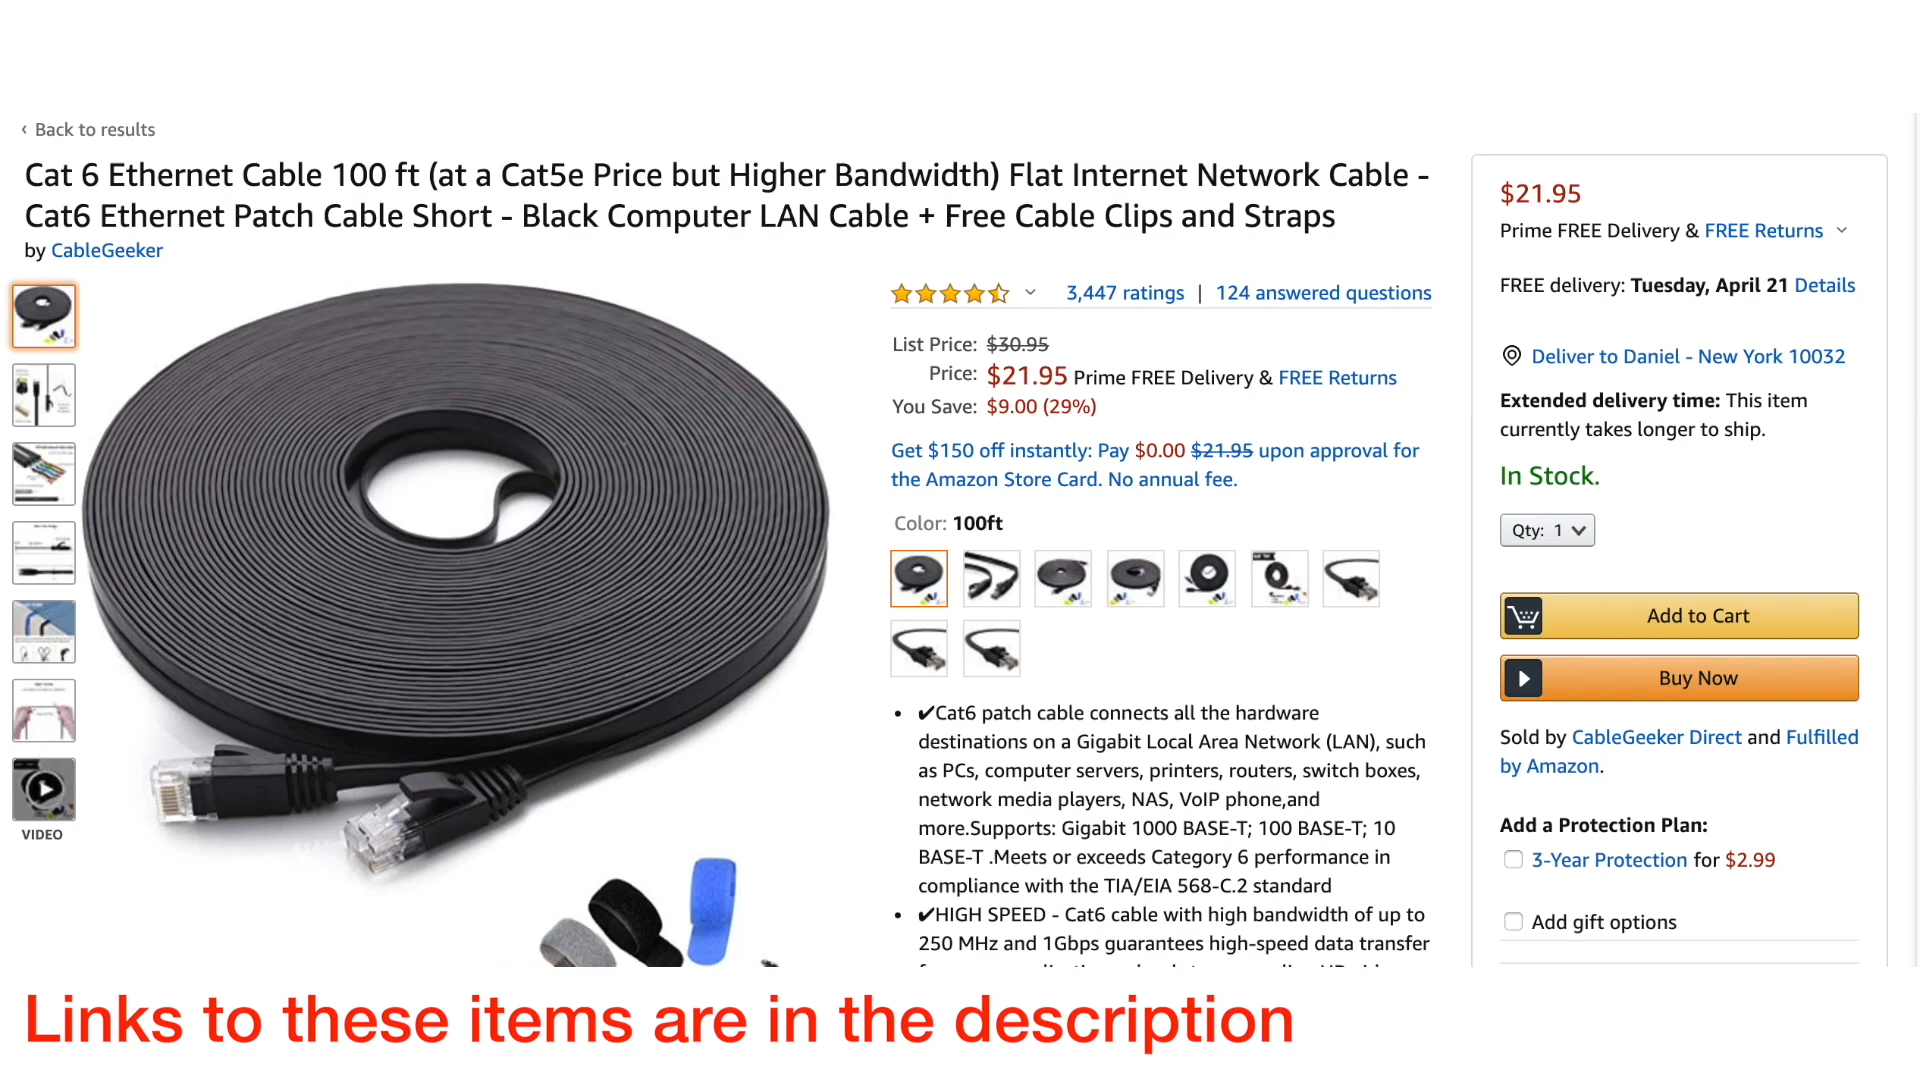 ‹ Back to results
Cat 6 Ethernet Cable 100 ft (at a Cat5e Price but Higher Bandwidth) Flat Internet Network Cable -
Cat6 Ethernet Patch Cable Short - Black Computer LAN Cable + Free Cable Clips and Straps
by CableGeeker
VIDEO
3,447 ratings | 124 answered questions
List Price: $30.95
Price: $21.95 Prime FREE Delivery & FREE Returns
You Save: $9.00 (29%)
Get $150 off instantly: Pay $0.00 $21.95 upon approval for
the Amazon Store Card. No annual fee.
Color: 100ft
• ✔Cat6 patch cable connects all the hardware
destinations on a Gigabit Local Area Network (LAN), such
as PCs, computer servers, printers, routers, switch boxes,
network media players, NAS, VoIP phone,and
more.Supports: Gigabit 1000 BASE-T; 100 BASE-T; 10
BASE-T .Meets or exceeds Category 6 performance in
compliance with the TIA/EIA 568-C.2 standard
• ✔HIGH SPEED - Cat6 cable with high bandwidth of up to
250 MHz and 1Gbps guarantees high-speed data transfer
$21.95
Prime FREE Delivery & FREE Returns
FREE delivery: Tuesday, April 21 Details
Deliver to Daniel - New York 10032
Extended delivery time: This item
currently takes longer to ship.
In Stock.
Qty: 1
Add to Cart
Buy Now
Sold by CableGeeker Direct and Fulfilled
by Amazon.
Add a Protection Plan:
3-Year Protection for $2.99
Add gift options
Links to these items are in the description